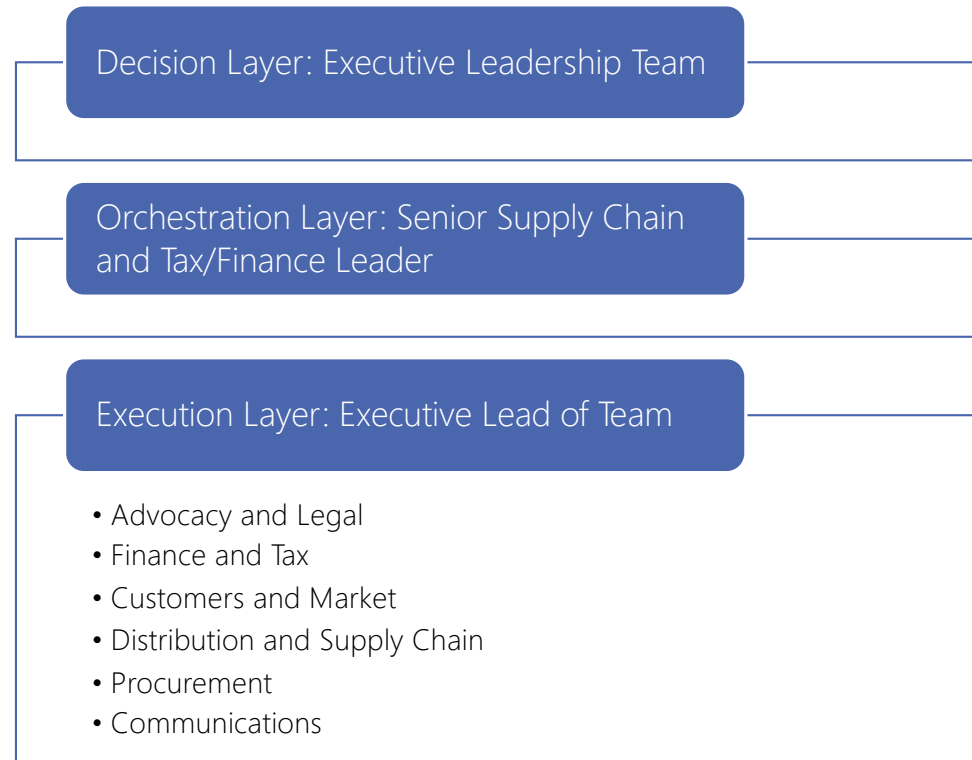 Decision Layer: Executive Leadership Team
Orchestration Layer: Senior Supply Chain
and Tax/Finance Leader
Execution Layer: Executive Lead of Team
• Advocacy and Legal
• Finance and Tax
• Customers and Market
• Distribution and Supply Chain
• Procurement
• Communications